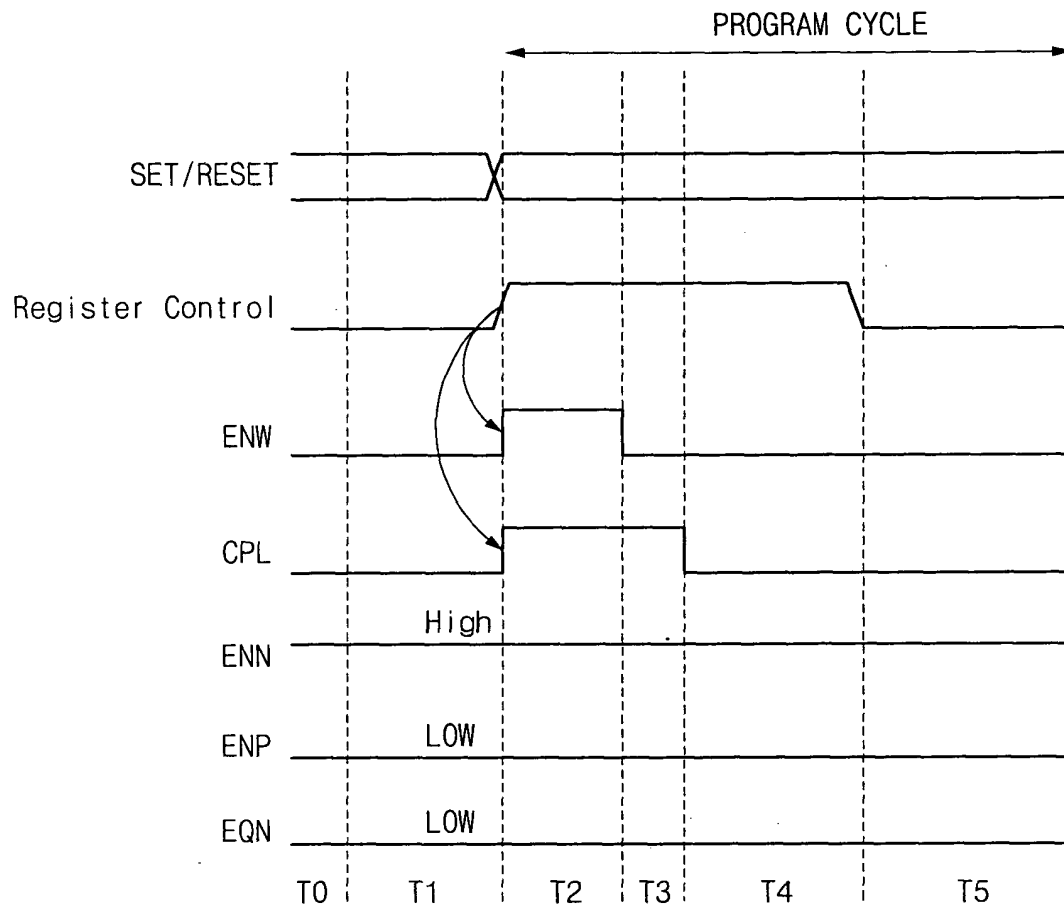 PROGRAM CYCLE
SET/RESET
Register Control
ENW
CPL
High
ENN
LOW
ENP
LOW
EQN
T0 T1 T2 T3 T4 T5